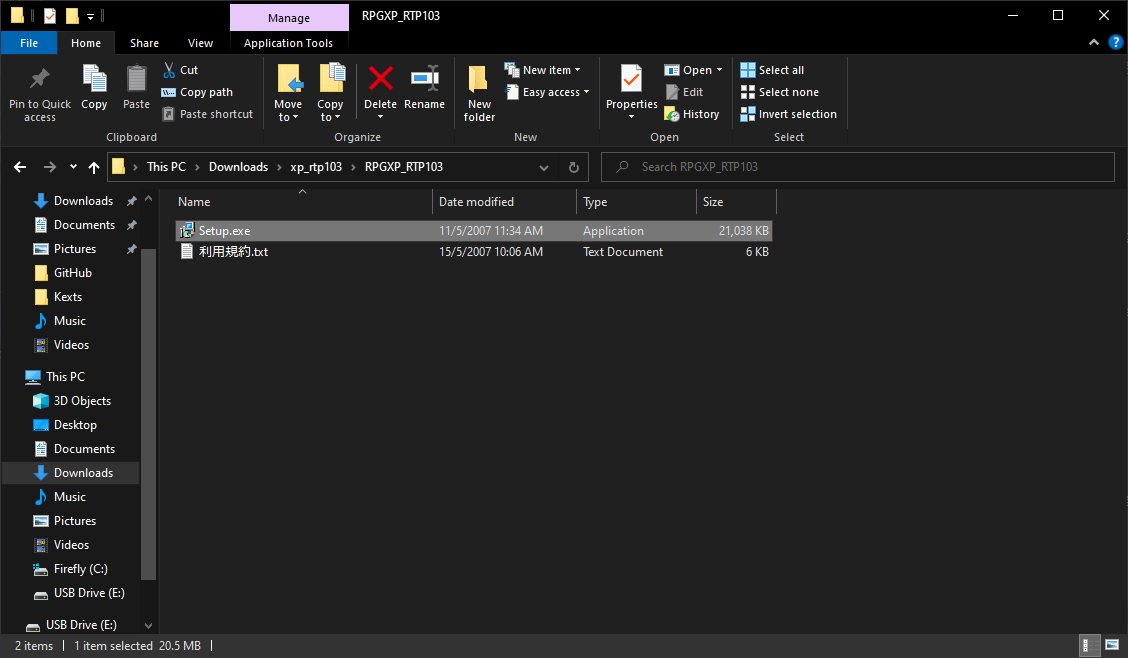 Manage
RPGXP_RTP103
File
Home
Share
View
Application Tools
Pin to Quick access
Copy
Paste
Cut
Copy path
Paste shortcut
Clipboard
Move to
Copy to
Delete
Rename
Organize
New folder
New item
Easy access
New
Properties
Open
Edit
History
Open
Select all
Select none
Invert selection
Select
This PC
Downloads
xp_rtp103
RPGXP_RTP103
Search RPGXP_RTP103
Name
Date modified
Type
Size
Setup.exe 11/5/2007 11:34 AM Application 21,038 KB
利用規約.txt 15/5/2007 10:06 AM Text Document 6 KB
Downloads
Documents
Pictures
GitHub
Kexts
Music
Videos
This PC
3D Objects
Desktop
Documents
Downloads
Music
Pictures
Videos
Firefly (C:)
USB Drive (E:)
USB Drive (E:)
2 items
1 item selected 20.5 MB